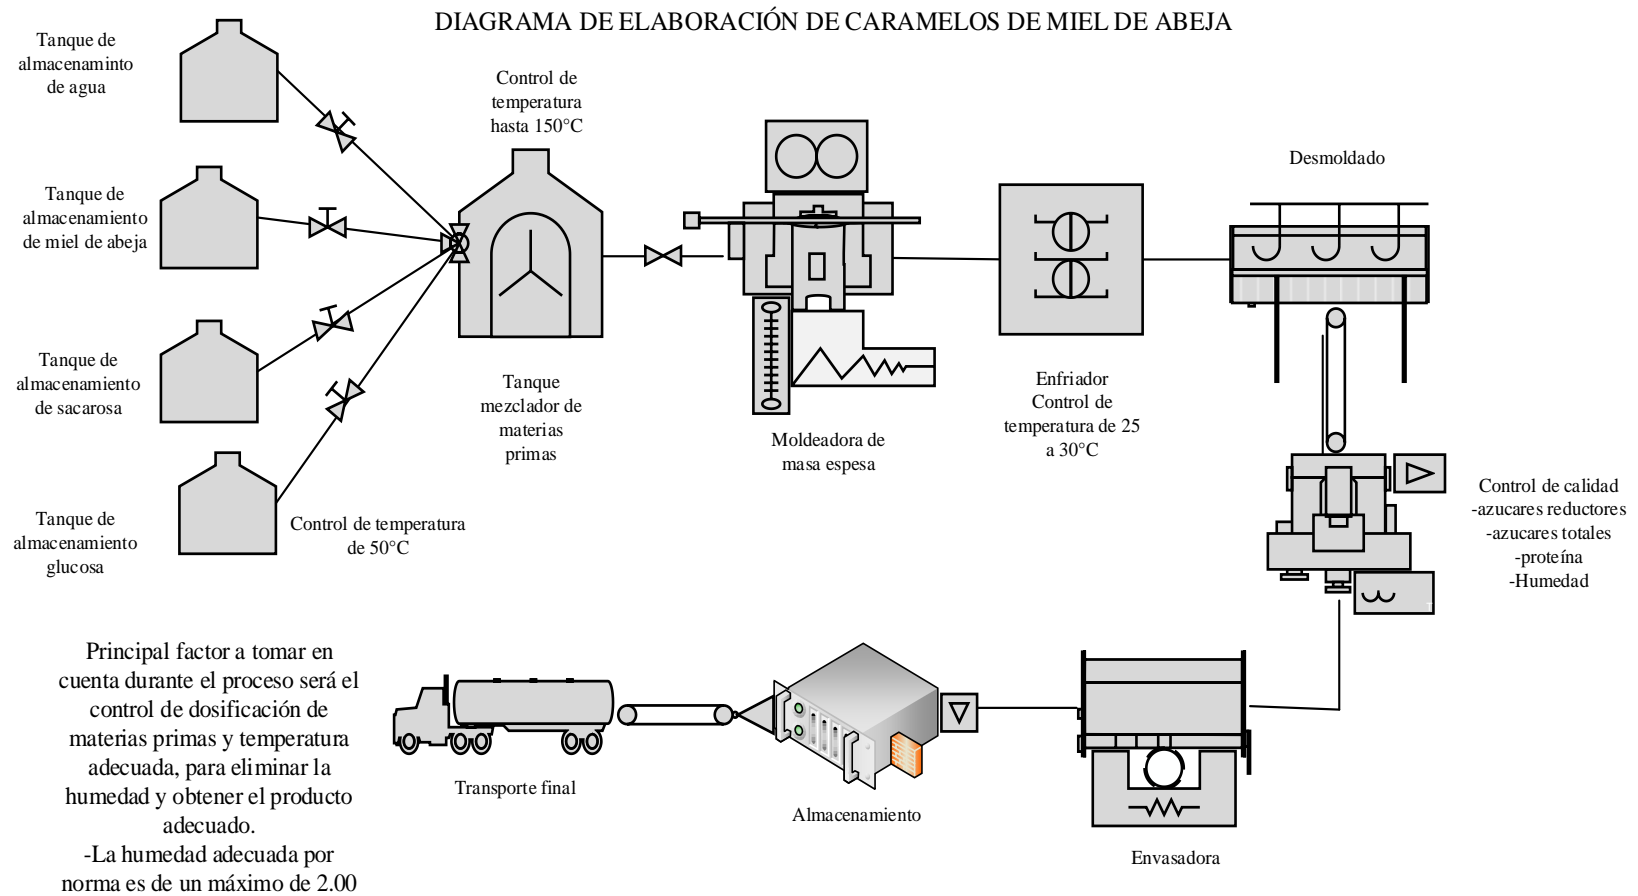 DIAGRAMA DE ELABORACIÓN DE CARAMELOS DE MIEL DE ABEJA
Tanque de
almacenaminto
de agua
Control de
temperatura
hasta 150°C
Desmoldado
Tanque de
almacenamiento
de miel de abeja
Tanque de
almacenamiento
de sacarosa
Tanque
mezclador de
materias
primas
Moldeadora de
masa espesa
Enfriador
Control de
temperatura de 25
a 30°C
Control de calidad
-azucares reductores
-azucares totales
-proteína
-Humedad
Tanque de
almacenamiento
glucosa
Control de temperatura
de 50°C
Principal factor a tomar en
cuenta durante el proceso será el
control de dosificación de
materias primas y temperatura
adecuada, para eliminar la
humedad y obtener el producto
adecuado.
-La humedad adecuada por
norma es de un máximo de 2.00
Transporte final
Almacenamiento
Envasadora